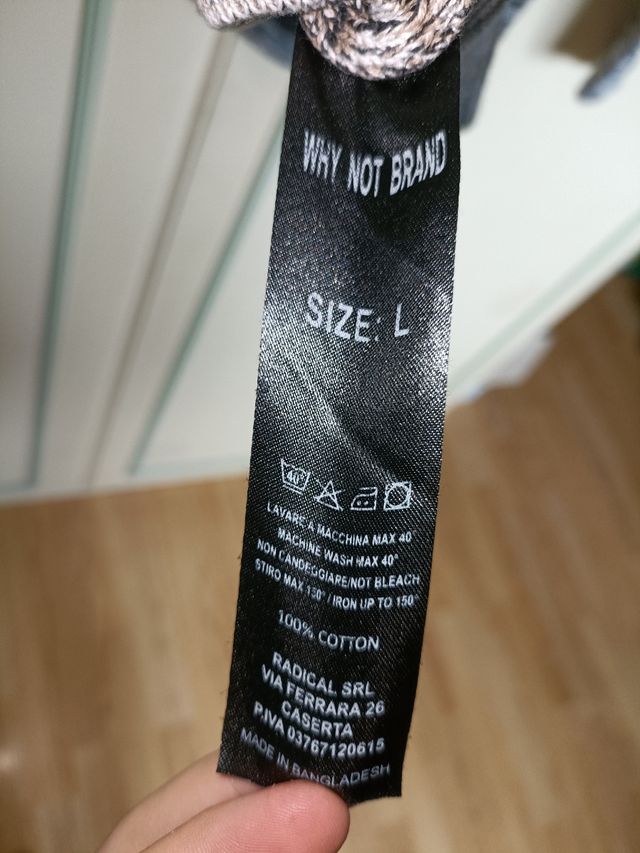 WHY NOT BRAND
SIZE: L
40°
LAVARE A MACCHINA MAX 40°
MACHINE WASH MAX 40°
NON CANDEGGIARE/NOT BLEACH
STIRO MAX 150° / IRON UP TO 150°
100% COTTON
RADICAL SRL
VIA FERRARA 26
CASERTA
P.IVA 03767120615
MADE IN BANGLADESH